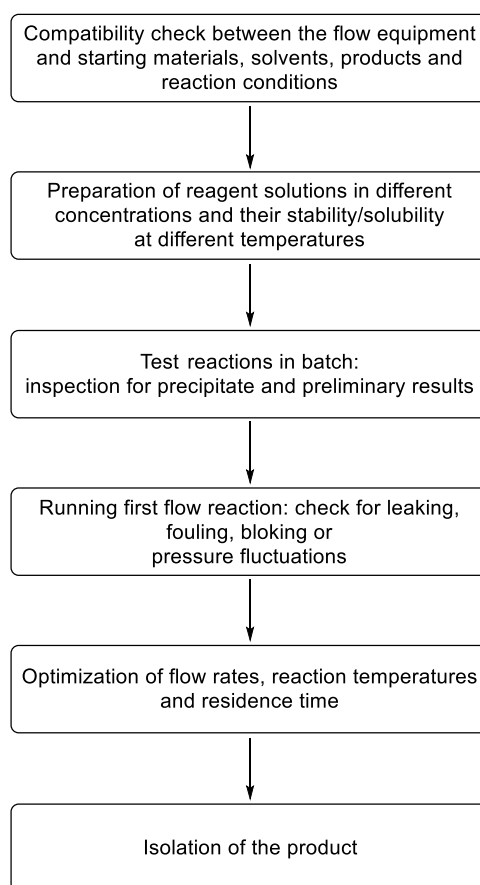 Compatibility check between the flow equipment
and starting materials, solvents, products and
reaction conditions
Preparation of reagent solutions in different
concentrations and their stability/solubility
at different temperatures
Test reactions in batch:
inspection for precipitate and preliminary results
Running first flow reaction: check for leaking,
fouling, bloking or
pressure fluctuations
Optimization of flow rates, reaction temperatures
and residence time
Isolation of the product